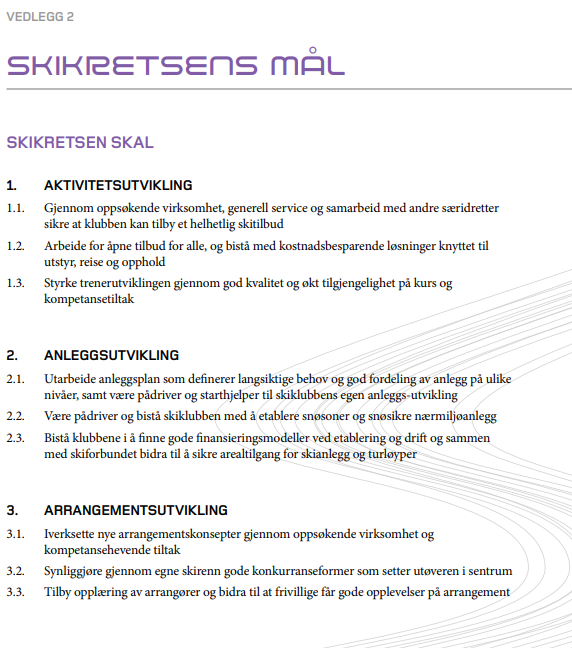 VEDLEGG 2
SKIKRETSENS MÅL
SKIKRETSEN SKAL
1. AKTIVITETSUTVIKLING
1.1. Gjennom oppsøkende virksomhet, generell service og samarbeid med andre særidretter
sikre at klubben kan tilby et helhetlig skitilbud
1.2. Arbeide for åpne tilbud for alle, og bistå med kostnadsbesparende løsninger knyttet til
utstyr, reise og opphold
1.3. Styrke trenerutviklingen gjennom god kvalitet og økt tilgjengelighet på kurs og
kompetansetiltak
2. ANLEGGSUTVIKLING
2.1. Utarbeide anleggsplan som definerer langsiktige behov og god fordeling av anlegg på ulike
nivåer, samt være pådriver og starthjelper til skiklubbens egen anleggs-utvikling
2.2. Være pådriver og bistå skiklubben med å etablere snøsoner og snøsikre nærmiljøanlegg
2.3. Bistå klubbene i å finne gode finansieringsmodeller ved etablering og drift og sammen
med skiforbundet bidra til å sikre arealtilgang for skianlegg og turløyper
3. ARRANGEMENTSUTVIKLING
3.1. Iverksette nye arrangementskonsepter gjennom oppsøkende virksomhet og
kompetansehevende tiltak
3.2. Synliggjøre gjennom egne skirenn gode konkurranseformer som setter utøveren i sentrum
3.3. Tilby opplæring av arrangører og bidra til at frivillige får gode opplevelser på arrangement